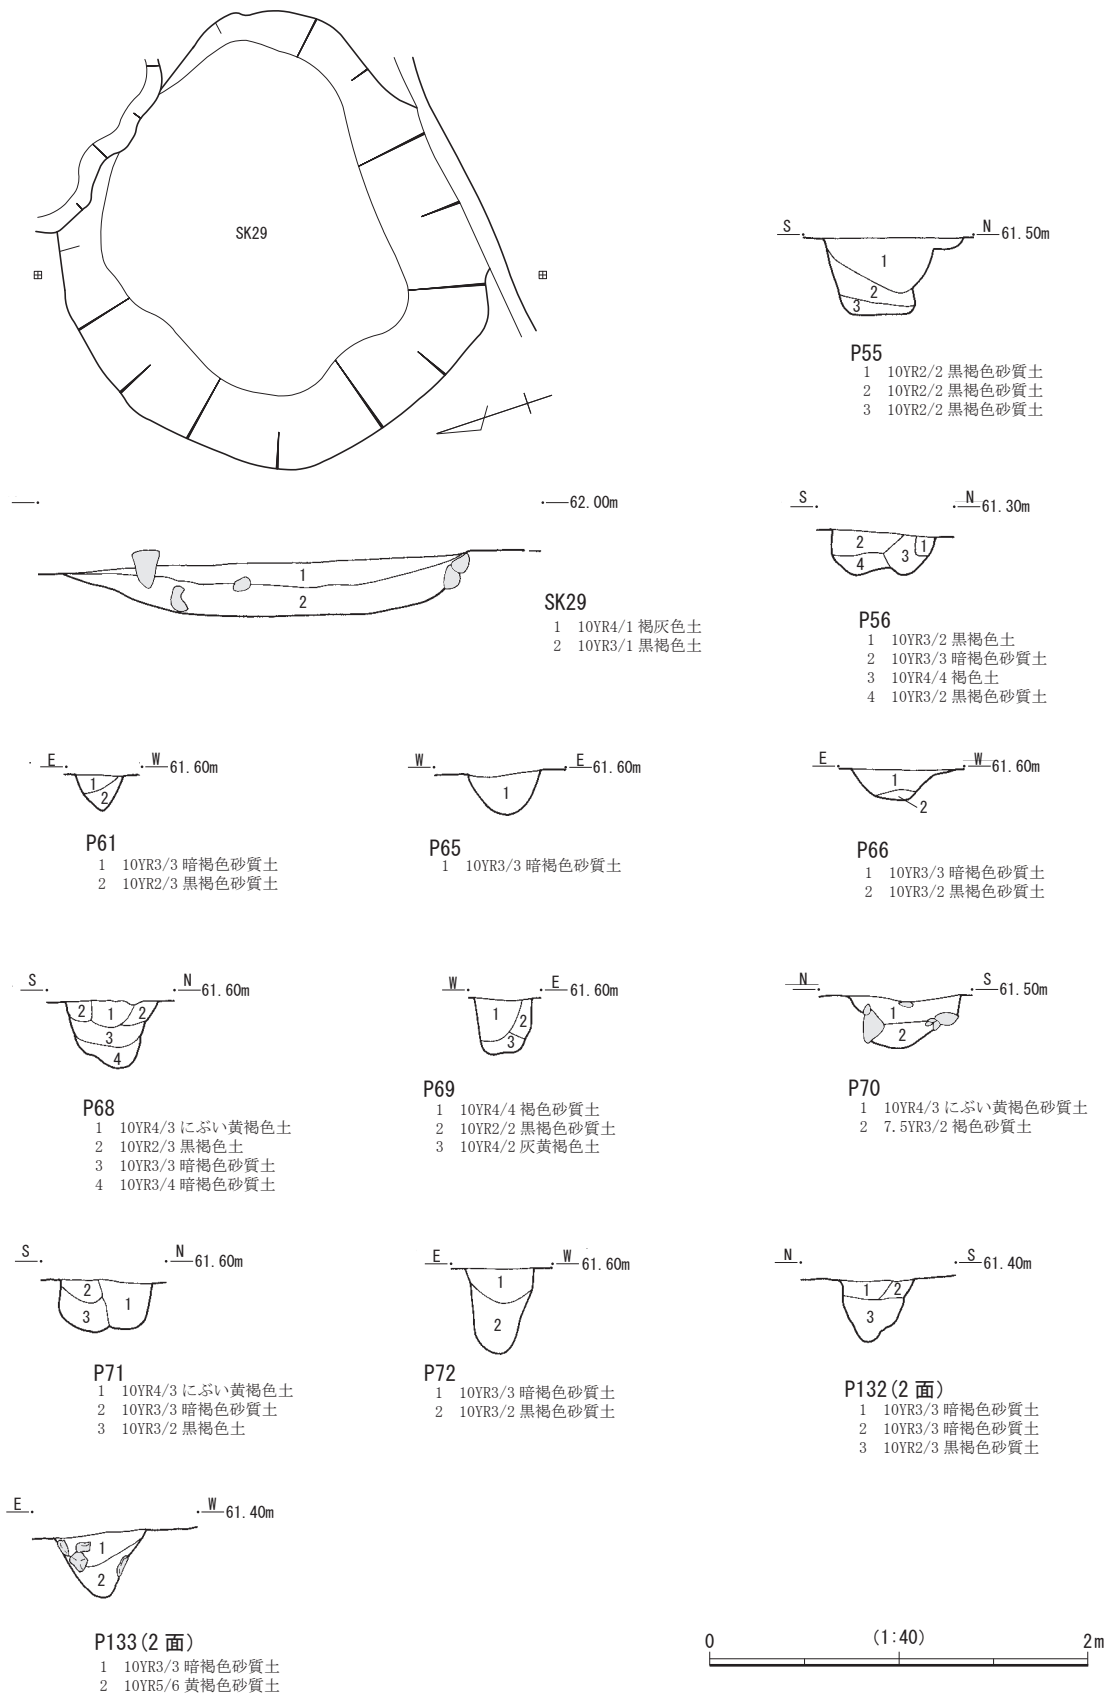 SK29
62.00m
1
2
SK29
1 10YR4/1 褐灰色土
2 10YR3/1 黒褐色土
S N 61.50m
1
2
3
P55
1 10YR2/2 黒褐色砂質土
2 10YR2/2 黒褐色砂質土
3 10YR2/2 黒褐色砂質土
S N 61.30m
2 3 1
4
P56
1 10YR3/2 黒褐色土
2 10YR3/3 暗褐色砂質土
3 10YR4/4 褐色土
4 10YR3/2 黒褐色砂質土
E W 61.60m
1
2
P61
1 10YR3/3 暗褐色砂質土
2 10YR2/3 黒褐色砂質土
W E 61.60m
1
P65
1 10YR3/3 暗褐色砂質土
E W 61.60m
1
2
P66
1 10YR3/3 暗褐色砂質土
2 10YR3/2 黒褐色砂質土
S N 61.60m
2 1 2
3
4
P68
1 10YR4/3 にぶい黄褐色土
2 10YR2/3 黒褐色土
3 10YR3/3 暗褐色砂質土
4 10YR3/4 暗褐色砂質土
W E 61.60m
1 2
3
P69
1 10YR4/4 褐色砂質土
2 10YR2/2 黒褐色砂質土
3 10YR4/2 灰黄褐色土
N S 61.50m
1
2
P70
1 10YR4/3 にぶい黄褐色砂質土
2 7.5YR3/2 褐色砂質土
S N 61.60m
2 1
3
P71
1 10YR4/3 にぶい黄褐色土
2 10YR3/3 暗褐色砂質土
3 10YR3/2 黒褐色土
E W 61.60m
1
2
P72
1 10YR3/3 暗褐色砂質土
2 10YR3/2 黒褐色砂質土
N S 61.40m
1 2
3
P132(2 面)
1 10YR3/3 暗褐色砂質土
2 10YR3/3 暗褐色砂質土
3 10YR2/3 黒褐色砂質土
E W 61.40m
1
2
P133(2 面)
1 10YR3/3 暗褐色砂質土
2 10YR5/6 黄褐色砂質土
0 (1:40) 2m